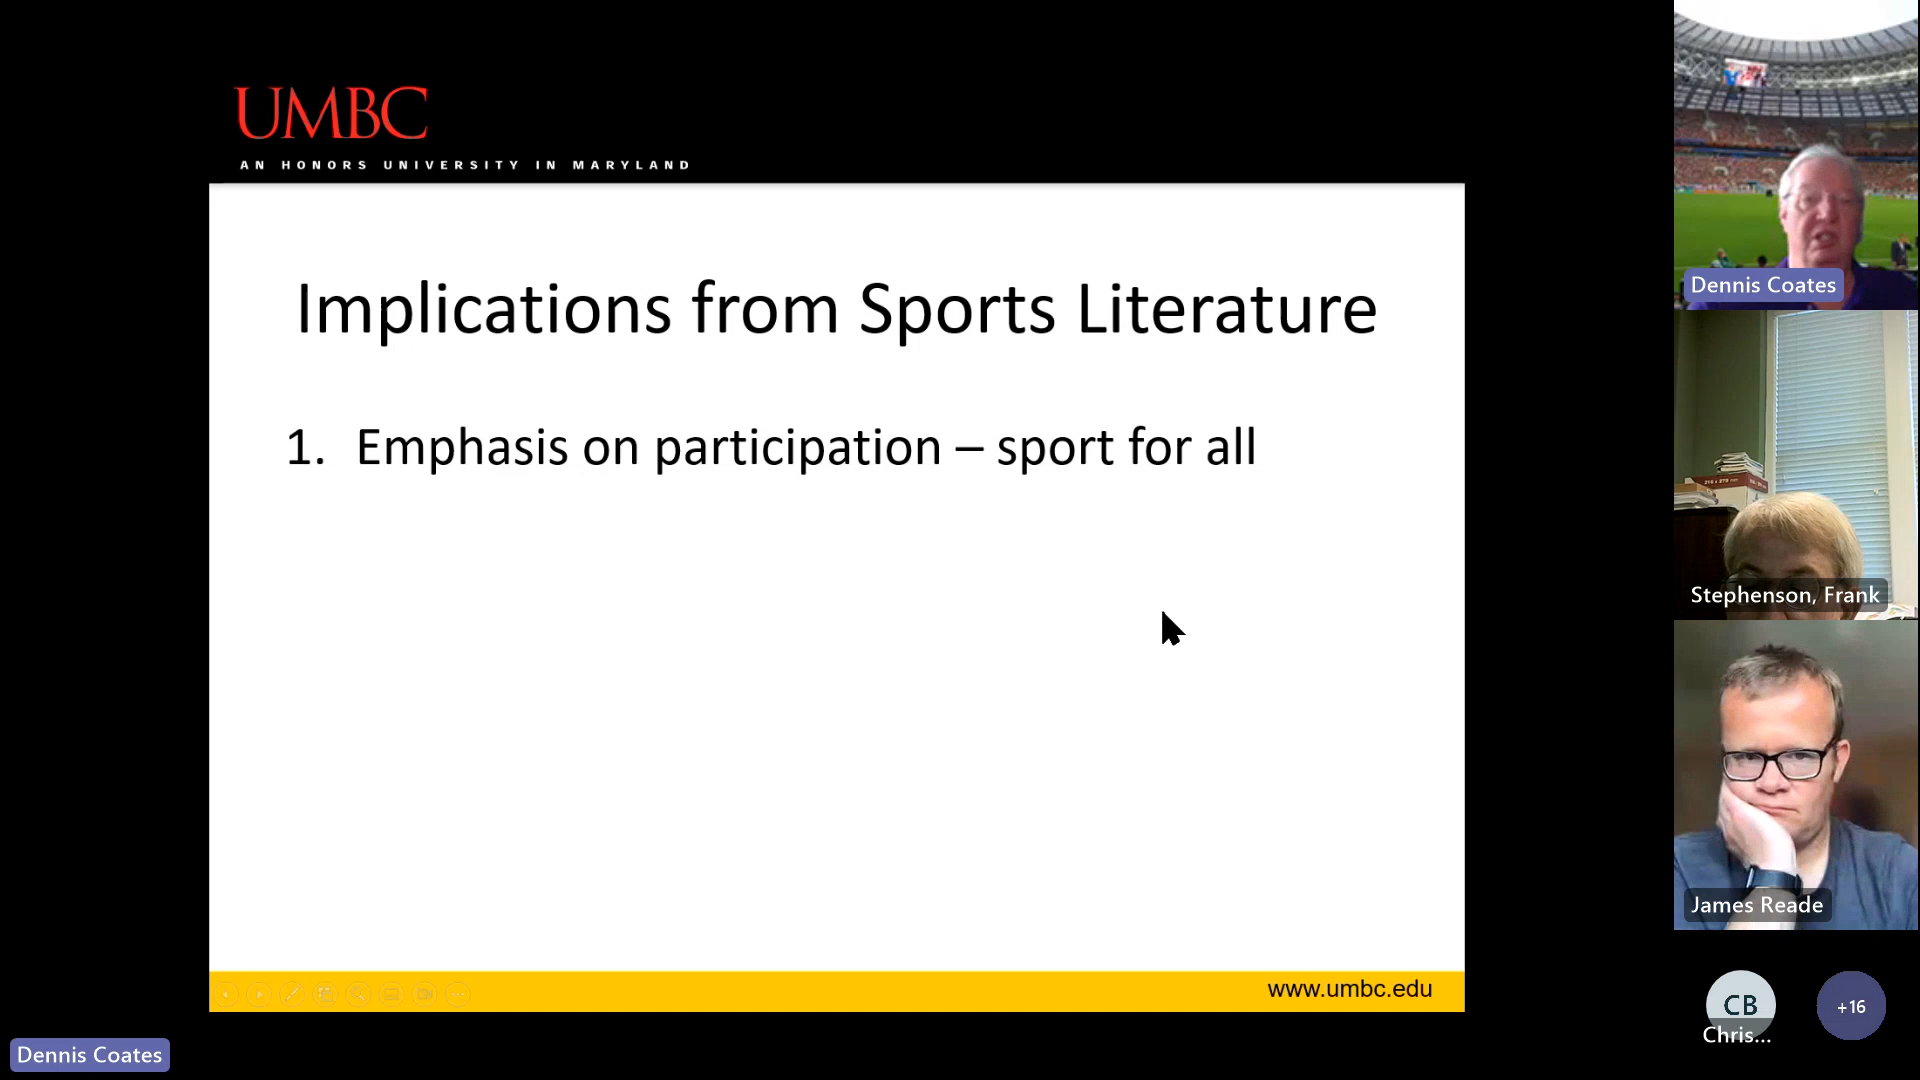 UMBC
AN HONORS UNIVERSITY IN MARYLAND
Implications from Sports Literature
1. Emphasis on participation – sport for all
www.umbc.edu
Dennis Coates
Dennis Coates
Stephenson, Frank
James Reade
CB
Chris...
+16